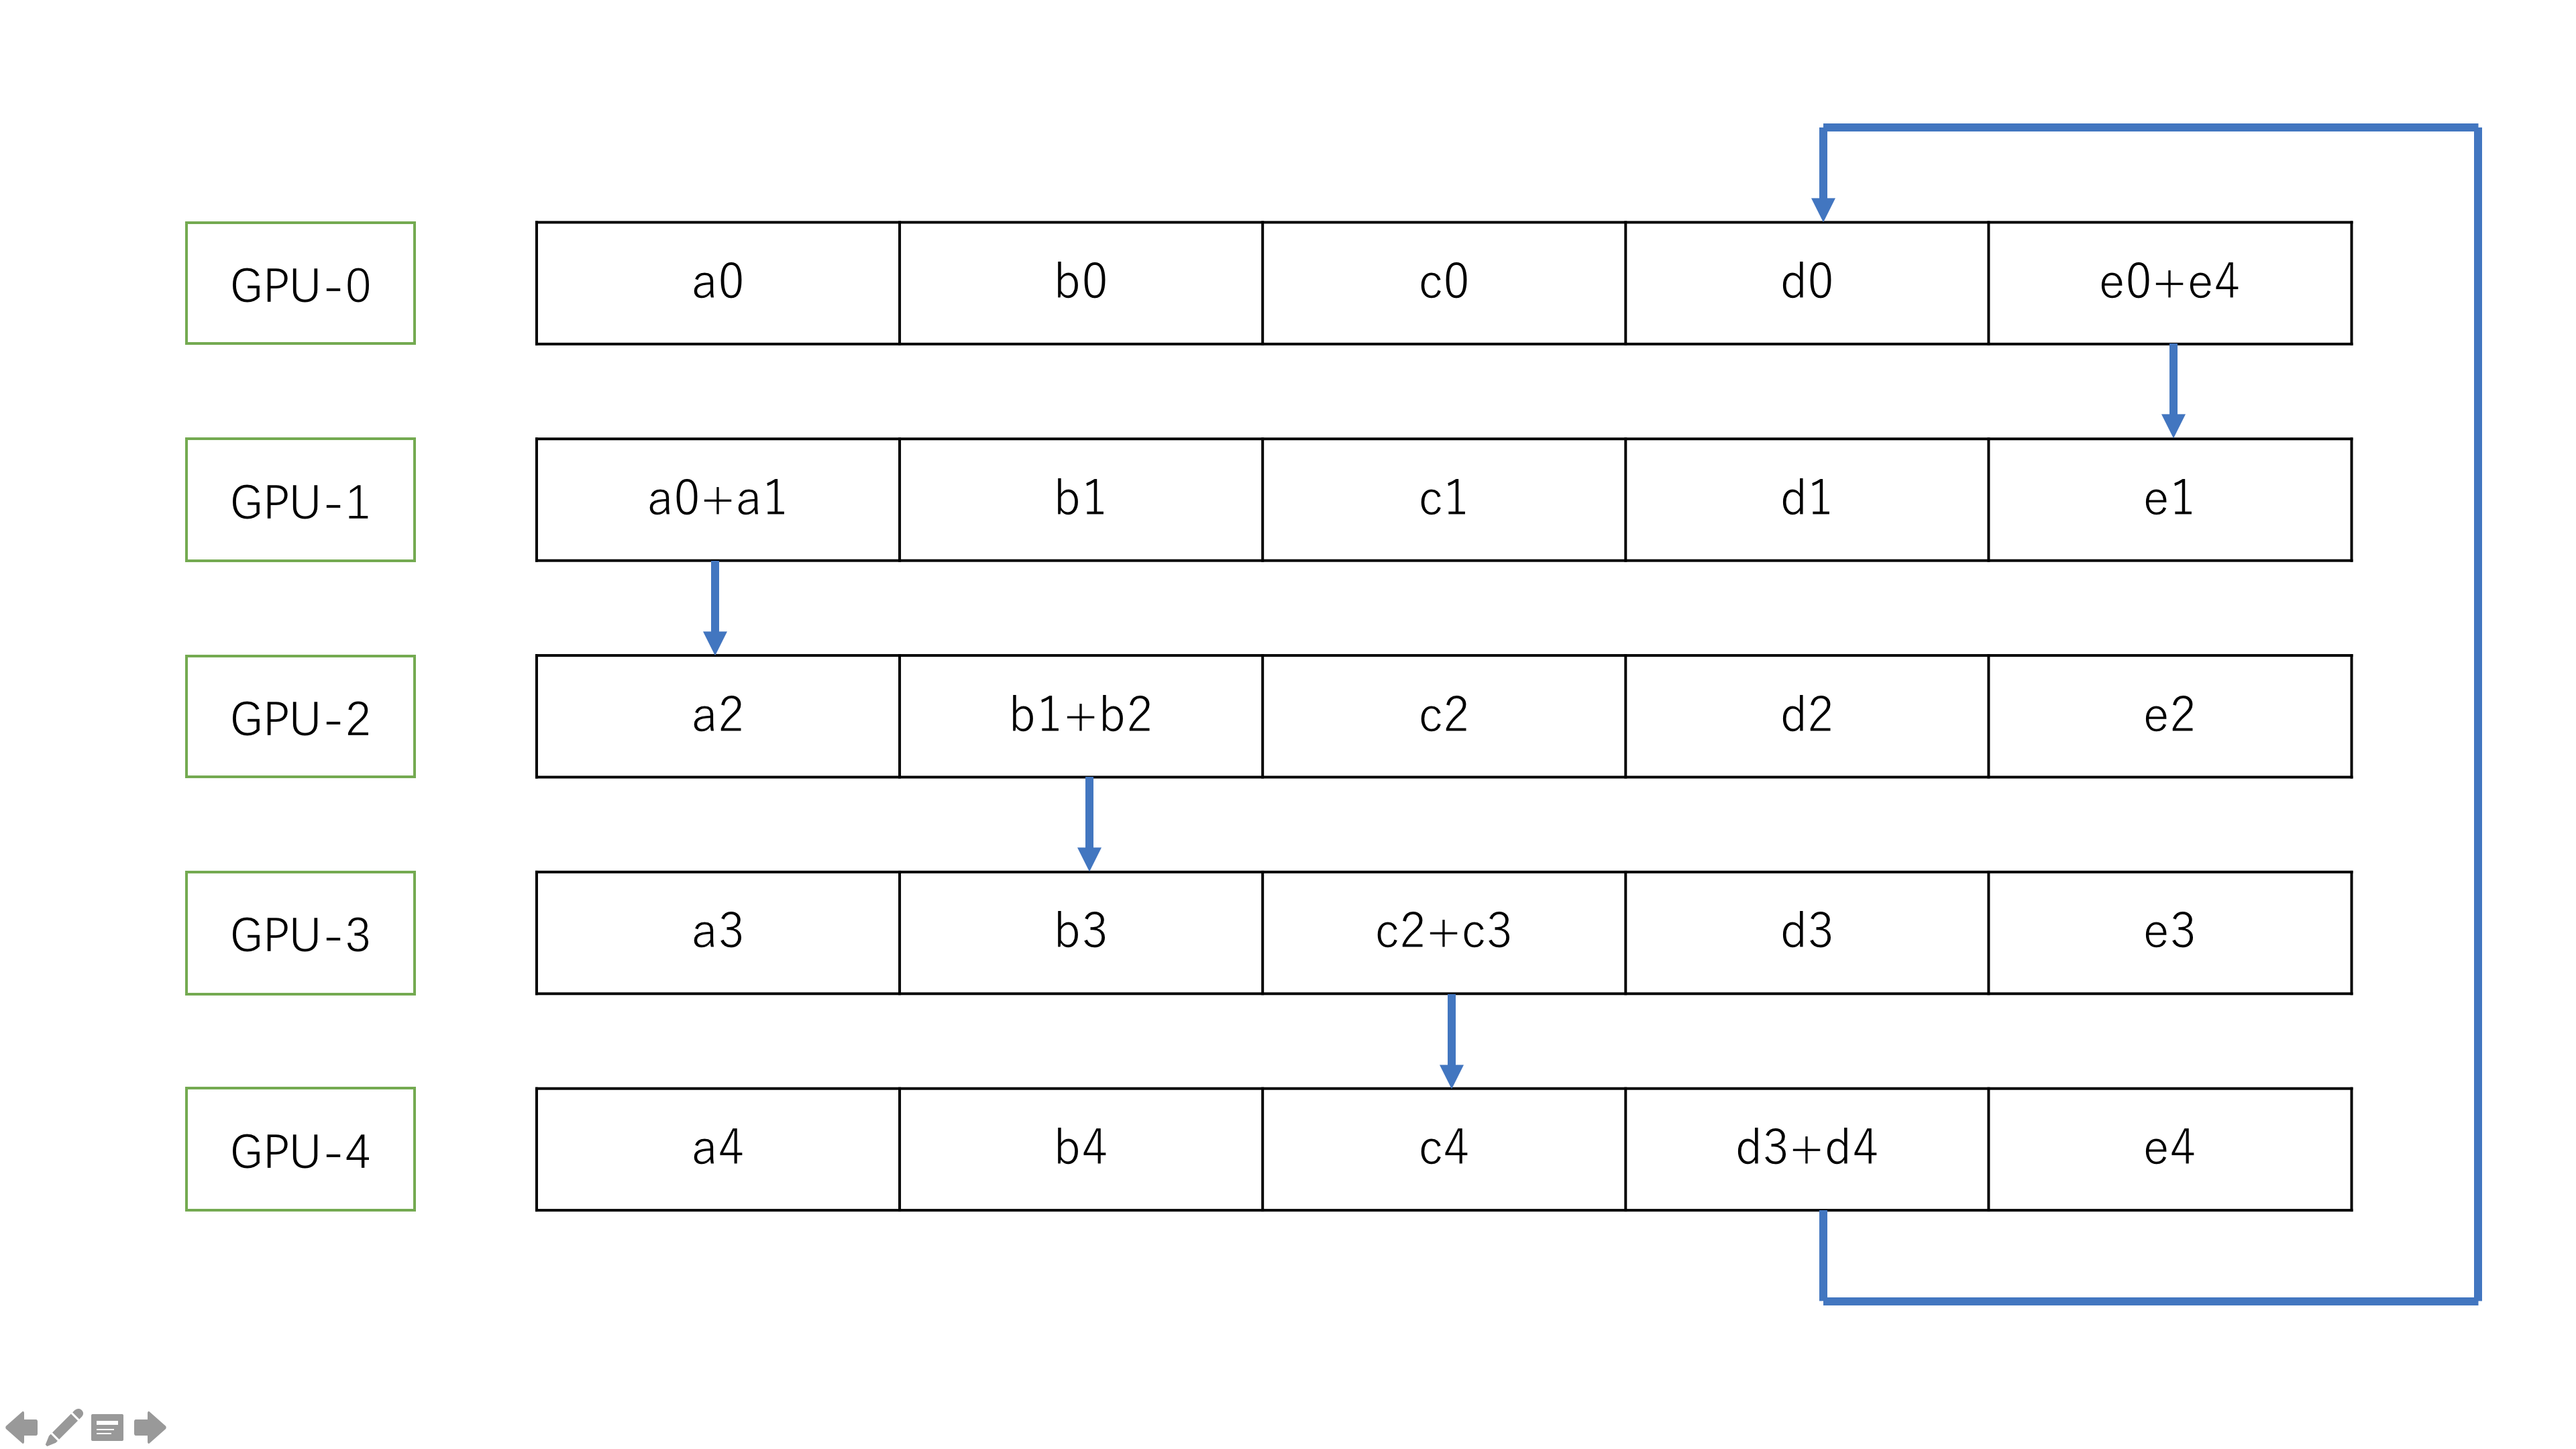 GPU-0 a0 b0 c0 d0 e0+e4
GPU-1 a0+a1 b1 c1 d1 e1
GPU-2 a2 b1+b2 c2 d2 e2
GPU-3 a3 b3 c2+c3 d3 e3
GPU-4 a4 b4 c4 d3+d4 e4